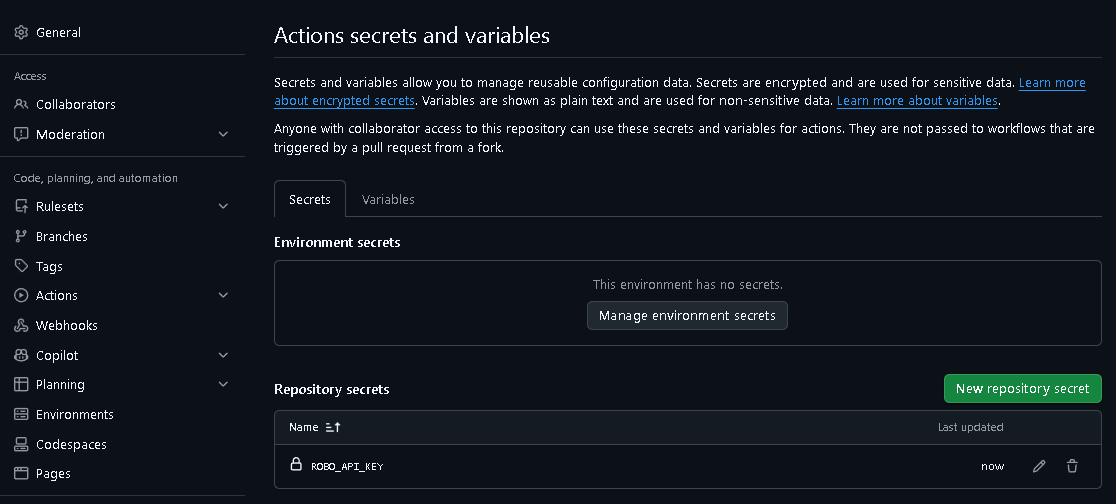 General
Access
Collaborators
Moderation
Code, planning, and automation
Rulesets
Branches
Tags
Actions
Webhooks
Copilot
Planning
Environments
Codespaces
Pages
Actions secrets and variables
Secrets and variables allow you to manage reusable configuration data. Secrets are encrypted and are used for sensitive data. Learn more
about encrypted secrets. Variables are shown as plain text and are used for non-sensitive data. Learn more about variables.
Anyone with collaborator access to this repository can use these secrets and variables for actions. They are not passed to workflows that are
triggered by a pull request from a fork.
Secrets Variables
Environment secrets
This environment has no secrets.
Manage environment secrets
Repository secrets New repository secret
Name Last updated
ROBO_API_KEY now